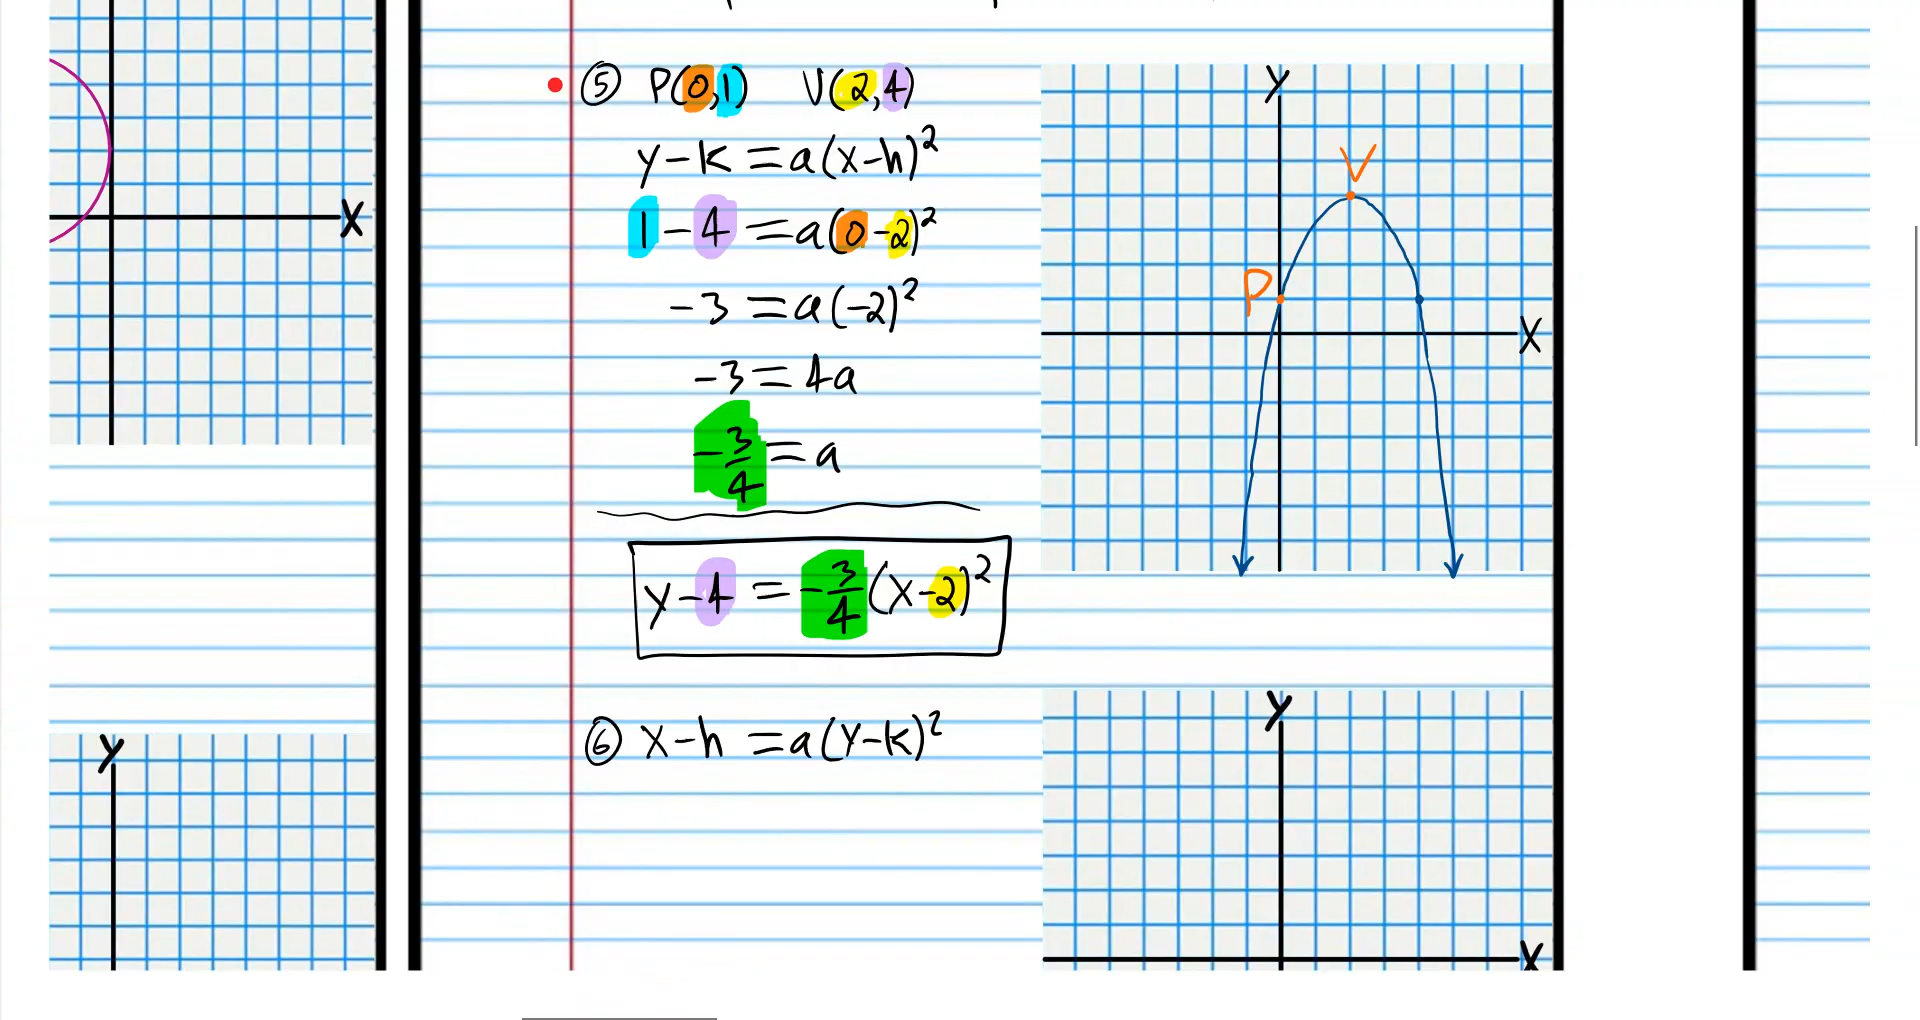 ⑤ P(0,1) V(2,4)
y-k = a(x-h)²
1-4 = a(0-2)²
-3 = a(-2)²
-3 = 4a
-3/4 = a
y-4 = -3/4(x-2)²
⑥ x-h = a(y-k)²
X
Y
Y
V
P
X
Y
X